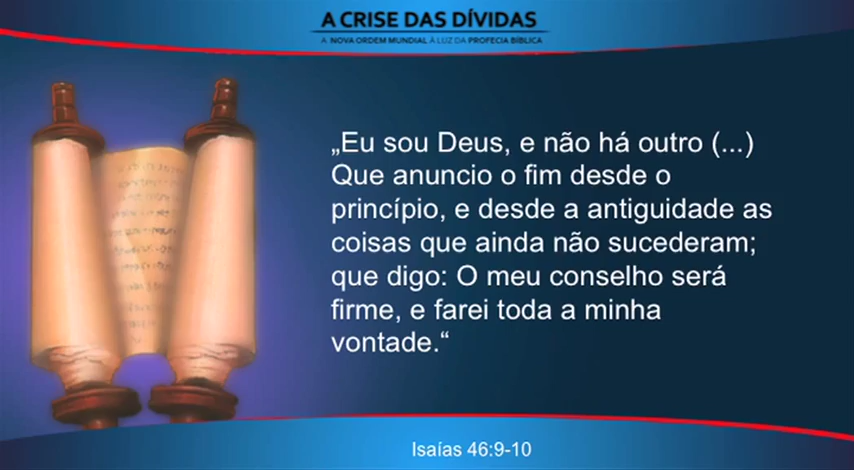 A CRISE DAS DÍVIDAS
A NOVA ORDEM MUNDIAL À LUZ DA PROFECIA BÍBLICA
„Eu sou Deus, e não há outro (...)
Que anuncio o fim desde o
princípio, e desde a antiguidade as
coisas que ainda não sucederam;
que digo: O meu conselho será
firme, e farei toda a minha
vontade.“
Isaías 46:9-10